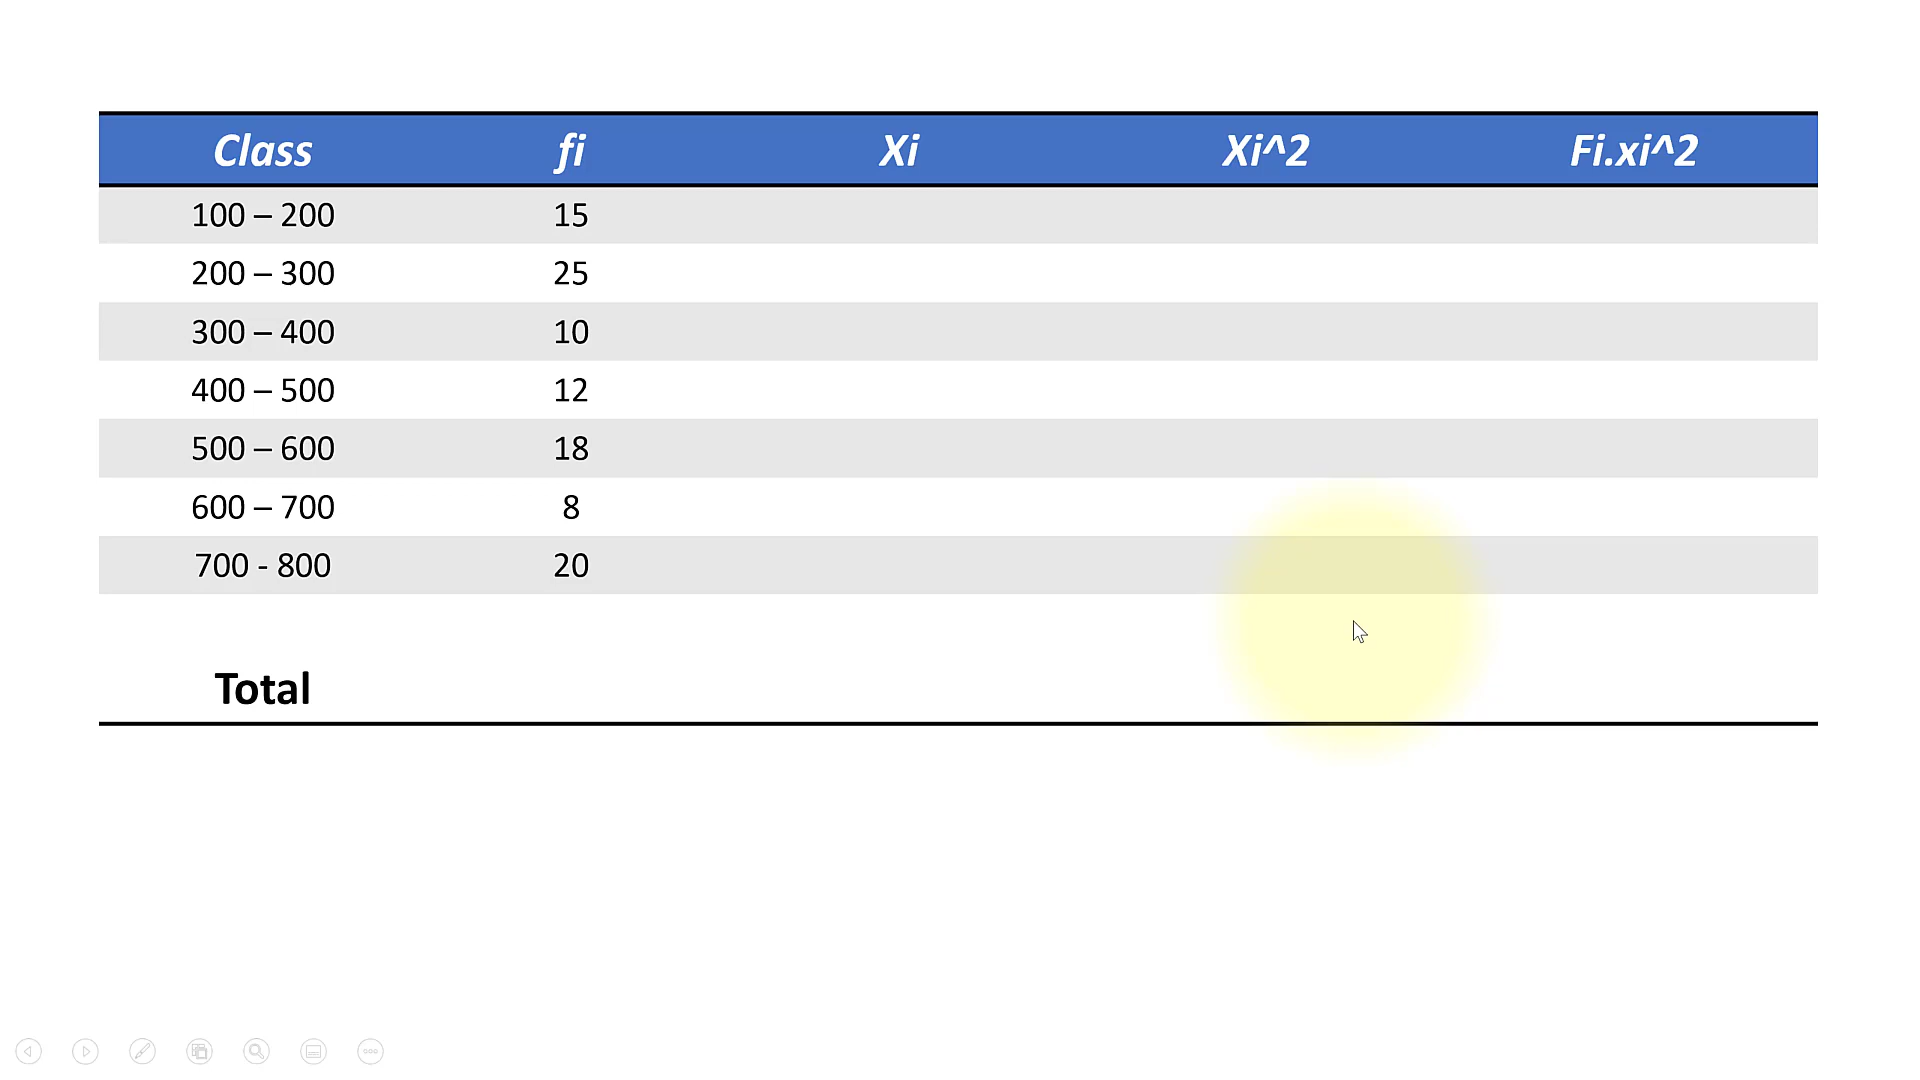 Class fi Xi Xi^2 Fi.xi^2
100 – 200 15
200 – 300 25
300 – 400 10
400 – 500 12
500 – 600 18
600 – 700 8
700 - 800 20
Total